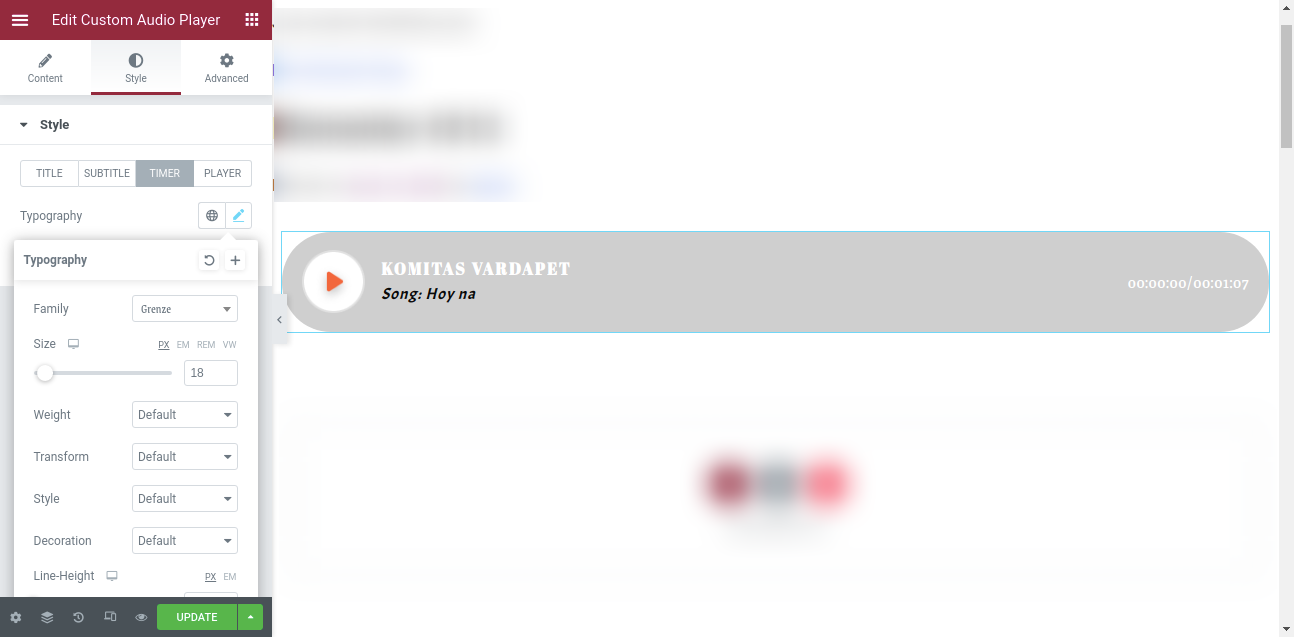 Edit Custom Audio Player
Content
Style
Advanced
Style
TITLE
SUBTITLE
TIMER
PLAYER
Typography
Typography
Family
Grenze
Size
PX EM REM VW
18
Weight
Default
Transform
Default
Style
Default
Decoration
Default
Line-Height
PX EM
UPDATE
KOMITAS VARDAPET
Song: Hoy na
00:00:00/00:01:07